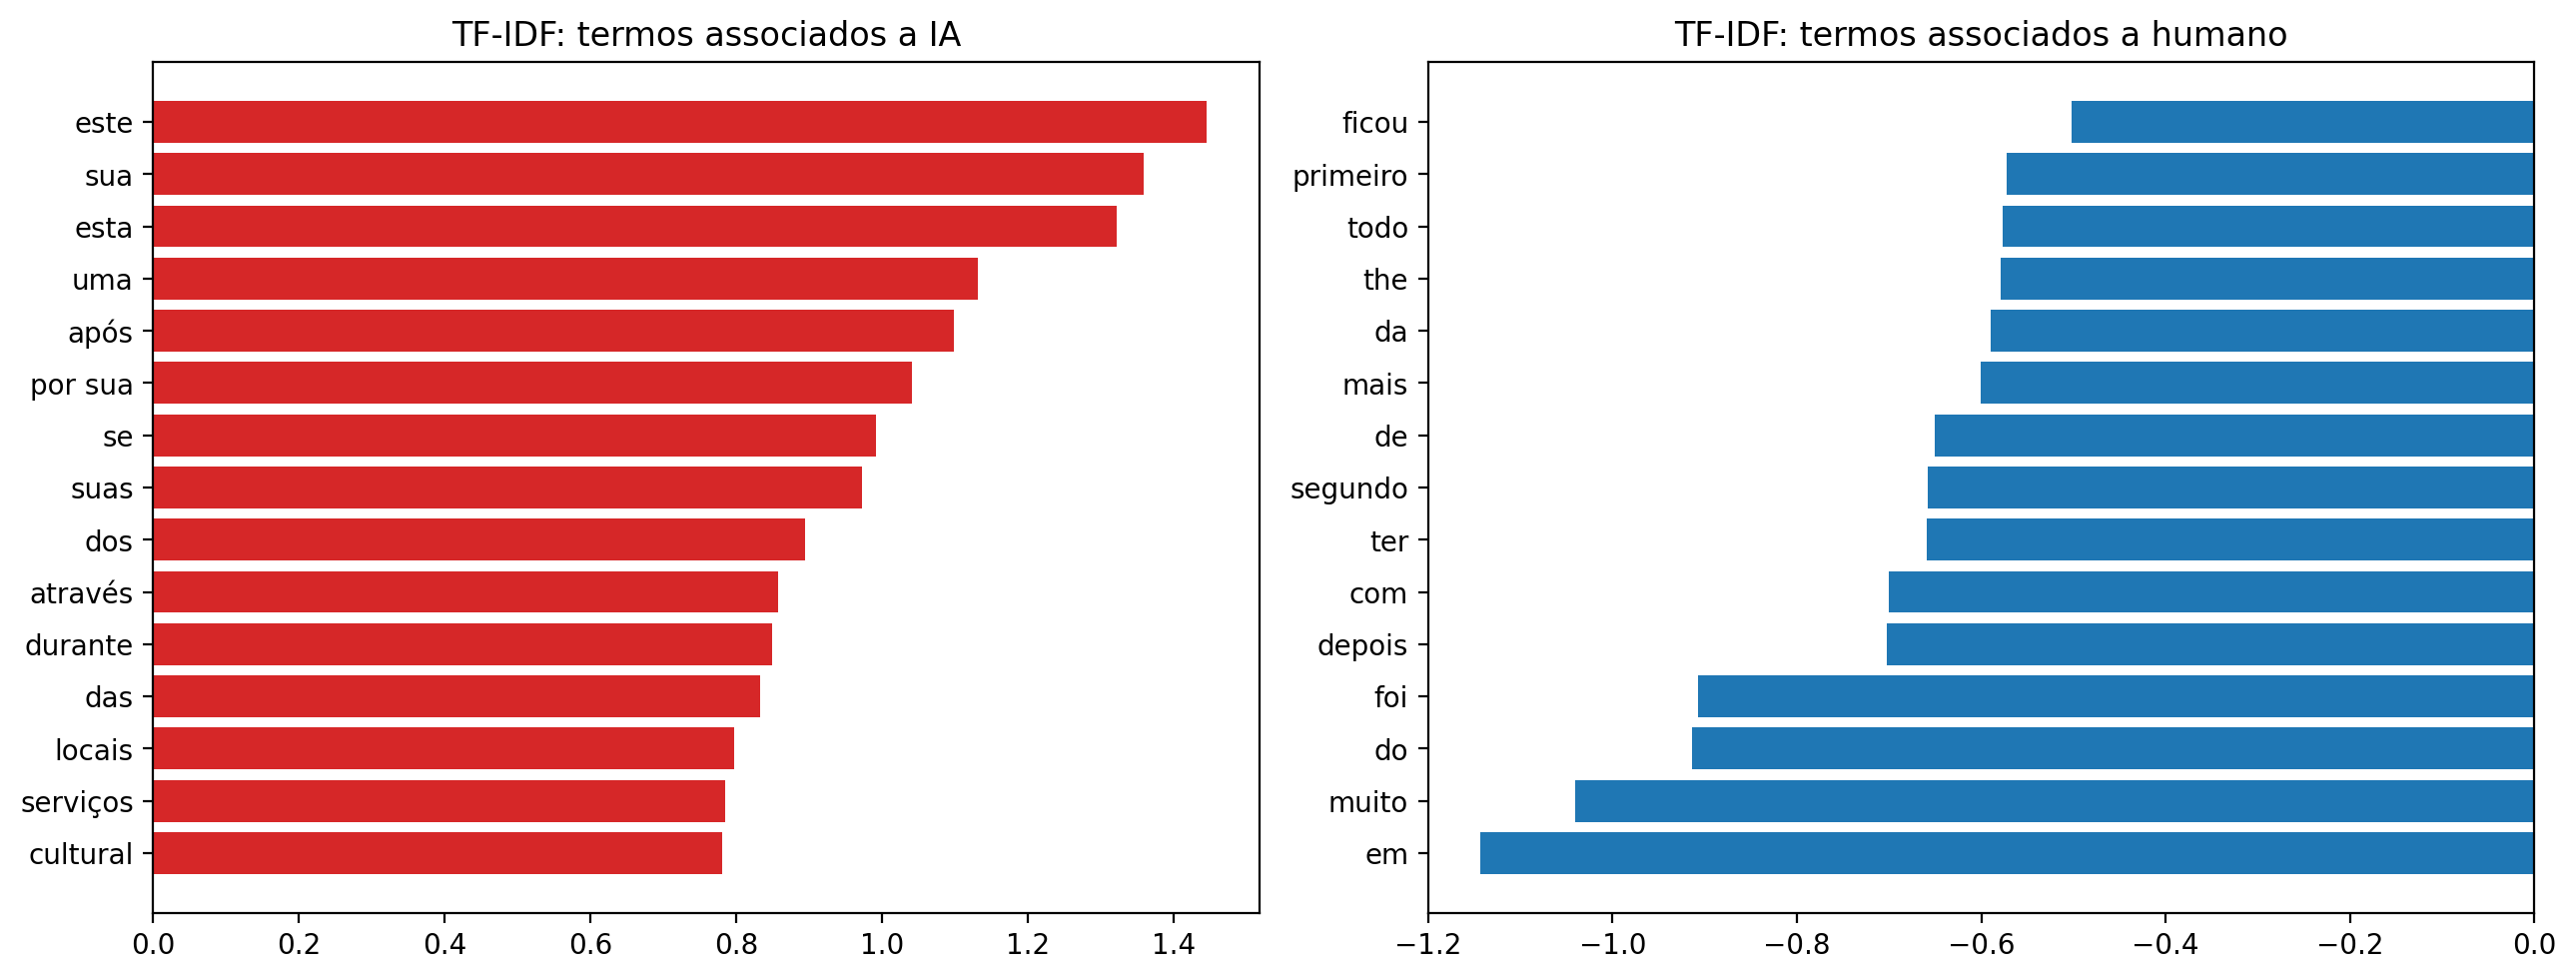 TF-IDF: termos associados a IA
este
sua
esta
uma
após
por sua
se
suas
dos
através
durante
das
locais
serviços
cultural
0.0 0.2 0.4 0.6 0.8 1.0 1.2 1.4
TF-IDF: termos associados a humano
ficou
primeiro
todo
the
da
mais
de
segundo
ter
com
depois
foi
do
muito
em
−1.2 −1.0 −0.8 −0.6 −0.4 −0.2 0.0